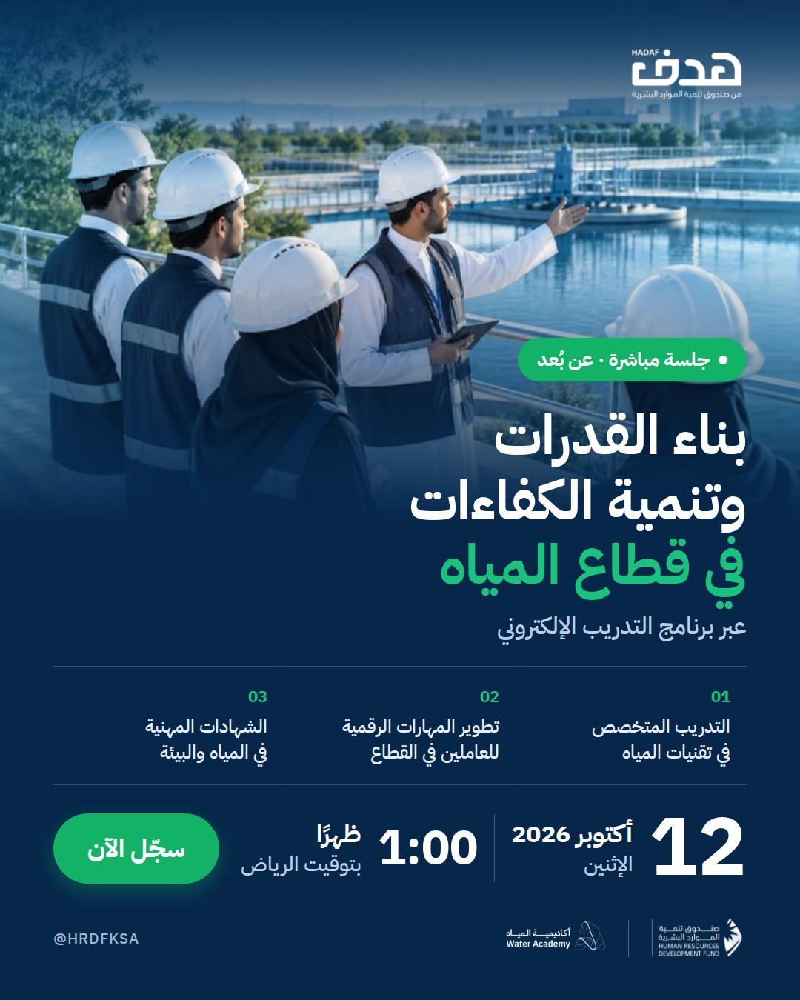 HADAF
هدف
من صندوق تنمية الموارد البشرية
جلسة مباشرة · عن بُعد
بناء القدرات
وتنمية الكفاءات
في قطاع المياه
عبر برنامج التدريب الإلكتروني
01
التدريب المتخصص
في تقنيات المياه
02
تطوير المهارات الرقمية
للعاملين في القطاع
03
الشهادات المهنية
في المياه والبيئة
12
أكتوبر 2026
الإثنين
1:00
ظهرًا
بتوقيت الرياض
سجّل الآن
صندوق تنمية
الموارد البشرية
HUMAN RESOURCES
DEVELOPMENT FUND
أكاديمية المياه
Water Academy
@HRDFKSA